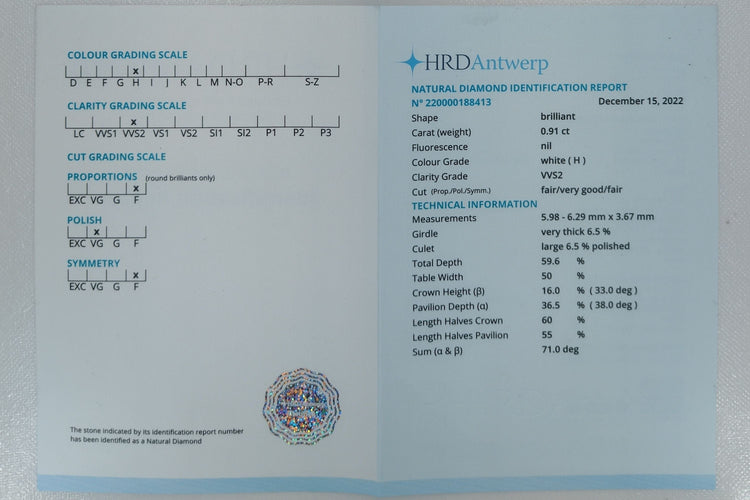 COLOUR GRADING SCALE
x
D E F G H I J K L M N-O P-R S-Z
CLARITY GRADING SCALE
x
LC VVS1 VVS2 VS1 VS2 SI1 SI2 P1 P2 P3
CUT GRADING SCALE
PROPORTIONS (round brilliants only)
x
EXC VG G F
POLISH
x
EXC VG G F
SYMMETRY
x
EXC VG G F
The stone indicated by its identification report number
has been identified as a Natural Diamond
HRDAntwerp
NATURAL DIAMOND IDENTIFICATION REPORT
N° 220000188413 December 15, 2022
Shape brilliant
Carat (weight) 0.91 ct
Fluorescence nil
Colour Grade white ( H )
Clarity Grade VVS2
Cut (Prop./Pol./Symm.) fair/very good/fair
TECHNICAL INFORMATION
Measurements 5.98 - 6.29 mm x 3.67 mm
Girdle very thick 6.5 %
Culet large 6.5 % polished
Total Depth 59.6 %
Table Width 50 %
Crown Height (β) 16.0 % ( 33.0 deg )
Pavilion Depth (α) 36.5 % ( 38.0 deg )
Length Halves Crown 60 %
Length Halves Pavilion 55 %
Sum (α & β) 71.0 deg